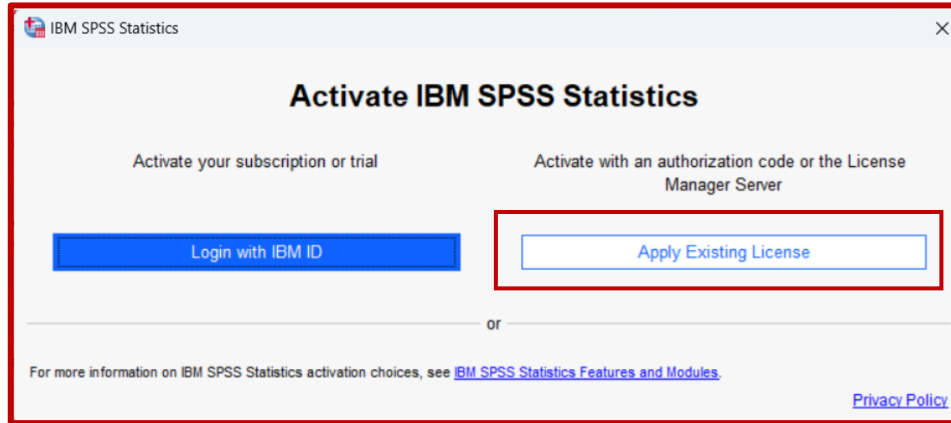 IBM SPSS Statistics
Activate IBM SPSS Statistics
Activate your subscription or trial
Activate with an authorization code or the License
Manager Server
Login with IBM ID
Apply Existing License
or
For more information on IBM SPSS Statistics activation choices, see IBM SPSS Statistics Features and Modules.
Privacy Policy